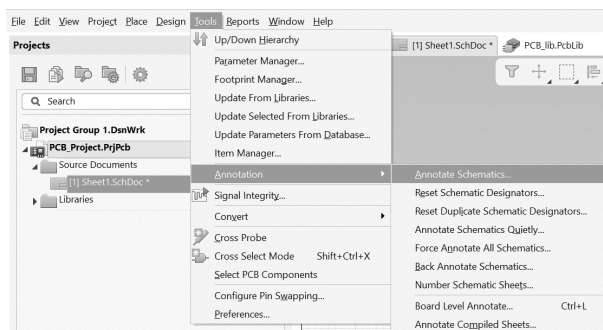 File Edit View Project Place Design Tools Reports Window Help
Projects
Search
Project Group 1.DsnWrk
PCB_Project.PrjPcb
Source Documents
[1] Sheet1.SchDoc *
Libraries
Up/Down Hierarchy
Parameter Manager...
Footprint Manager...
Update From Libraries...
Update Selected From Libraries...
Update Parameters From Database...
Item Manager...
Annotation
Signal Integrity...
Convert
Cross Probe
Cross Select Mode Shift+Ctrl+X
Select PCB Components
Configure Pin Swapping...
Preferences...
[1] Sheet1.SchDoc * PCB_lib.PcbLib
Annotate Schematics...
Reset Schematic Designators...
Reset Duplicate Schematic Designators...
Annotate Schematics Quietly...
Force Annotate All Schematics...
Back Annotate Schematics...
Number Schematic Sheets...
Board Level Annotate... Ctrl+L
Annotate Compiled Sheets...